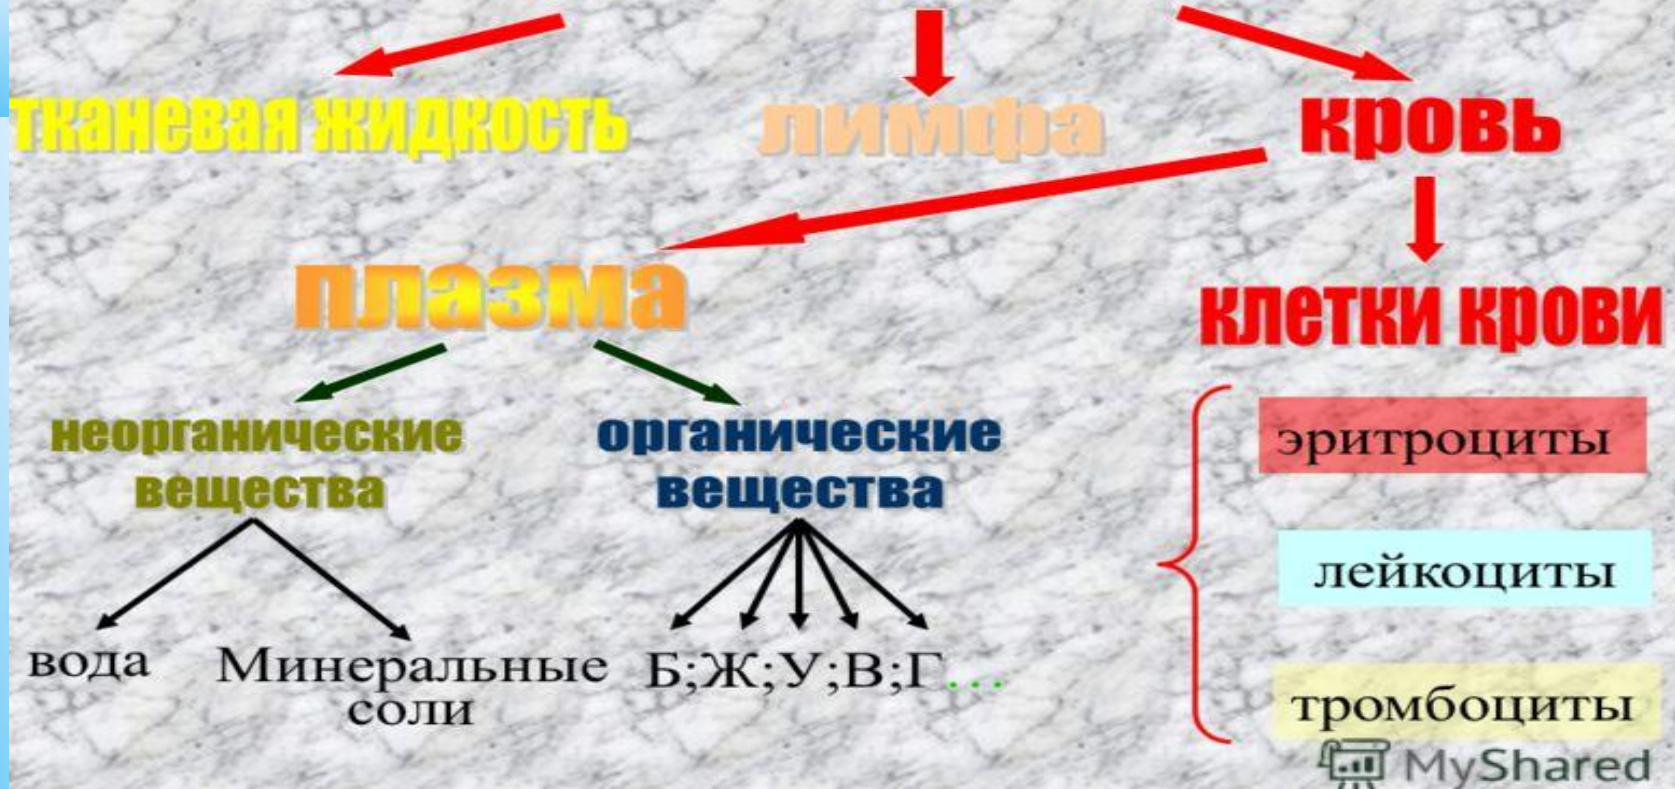 тканевая жидкость
лимфа
кровь
плазма
клетки крови
неорганические
вещества
органические
вещества
вода
Минеральные
соли
Б;Ж;У;В;Г...
эритроциты
лейкоциты
тромбоциты
MyShared